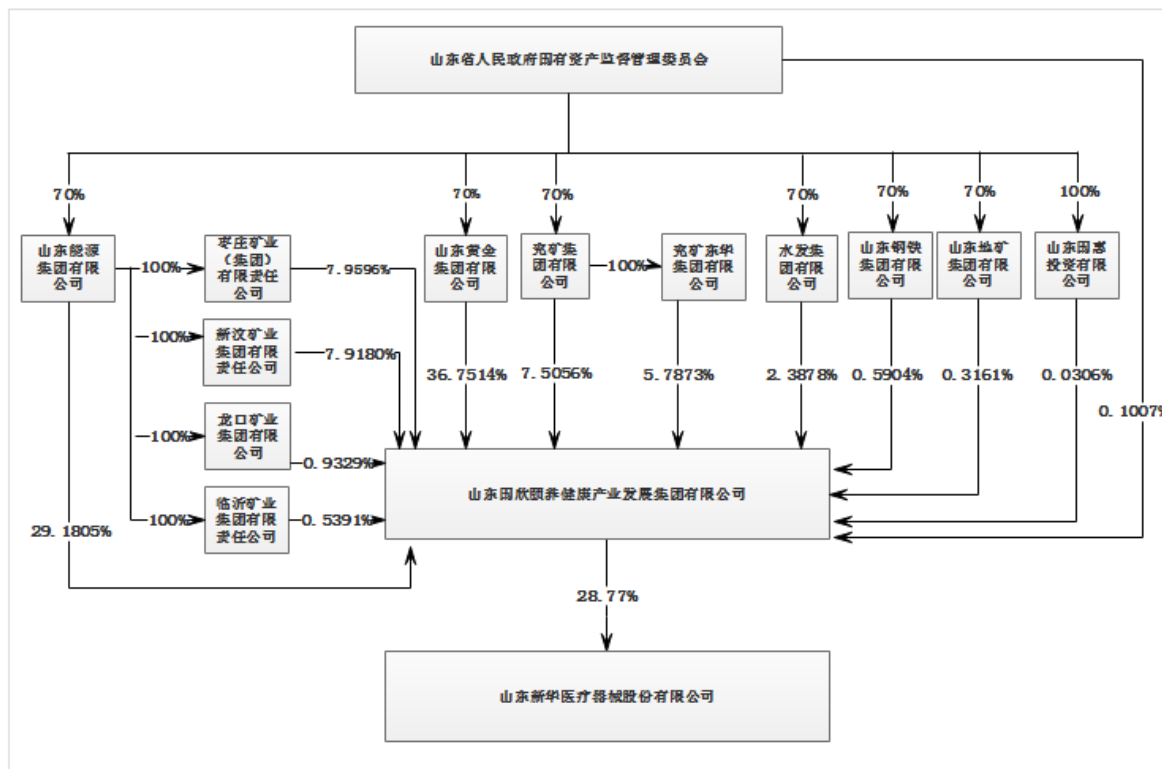 山东省人民政府国有资产监督管理委员会
70%
70%
70%
70%
70%
70%
100%
山东能源
集团有限
公司
100%
枣庄矿业
(集团)
有限责任
公司
7.9596%
山东黄金
集团有限
公司
兖矿集
团有限
公司
100%
兖矿东华
集团有限
公司
水发集
团有限
公司
山东钢铁
集团有限
公司
山东地矿
集团有限
公司
山东国惠
投资有限
公司
100%
新汶矿业
集团有限
责任公司
7.9180%
36.7514%
7.5056%
5.7873%
2.3878%
0.5904%
0.3161%
0.0306%
0.1007%
100%
龙口矿业
集团有限
公司
0.9329%
山东国欣颐养健康产业发展集团有限公司
100%
临沂矿业
集团有限
责任公司
0.5391%
29.1805%
28.77%
山东新华医疗器械股份有限公司